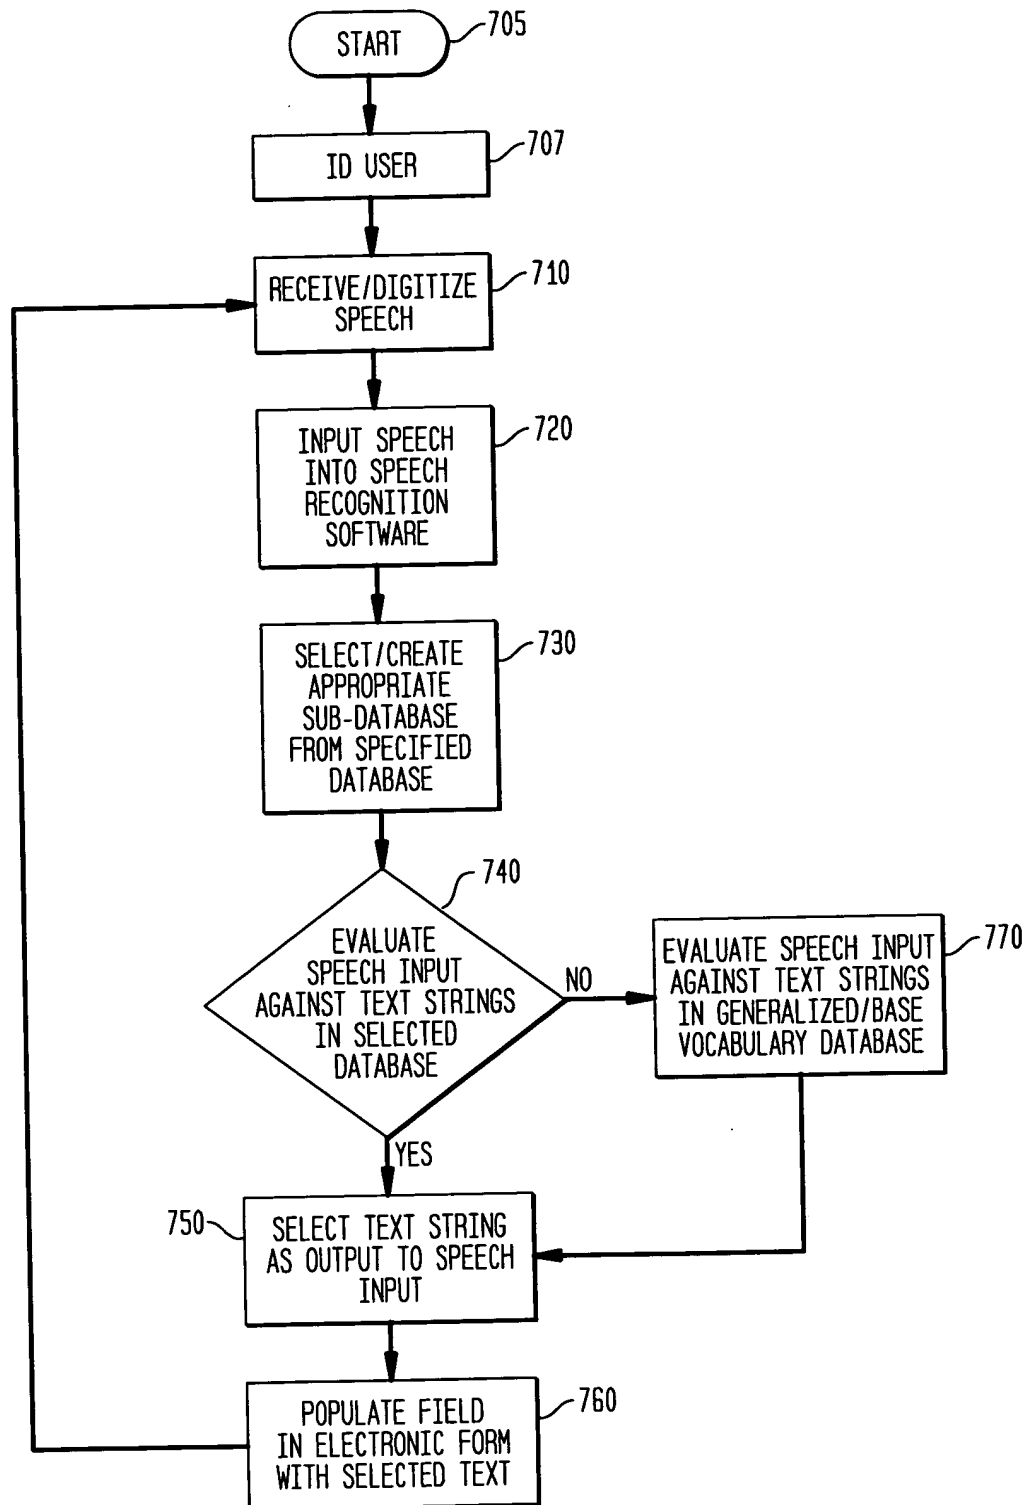 START
705
ID USER
707
RECEIVE/DIGITIZE
SPEECH
710
INPUT SPEECH
INTO SPEECH
RECOGNITION
SOFTWARE
720
SELECT/CREATE
APPROPRIATE
SUB-DATABASE
FROM SPECIFIED
DATABASE
730
EVALUATE
SPEECH INPUT
AGAINST TEXT STRINGS
IN SELECTED
DATABASE
740
NO
YES
EVALUATE SPEECH INPUT
AGAINST TEXT STRINGS
IN GENERALIZED/BASE
VOCABULARY DATABASE
770
SELECT TEXT STRING
AS OUTPUT TO SPEECH
INPUT
750
POPULATE FIELD
IN ELECTRONIC FORM
WITH SELECTED TEXT
760